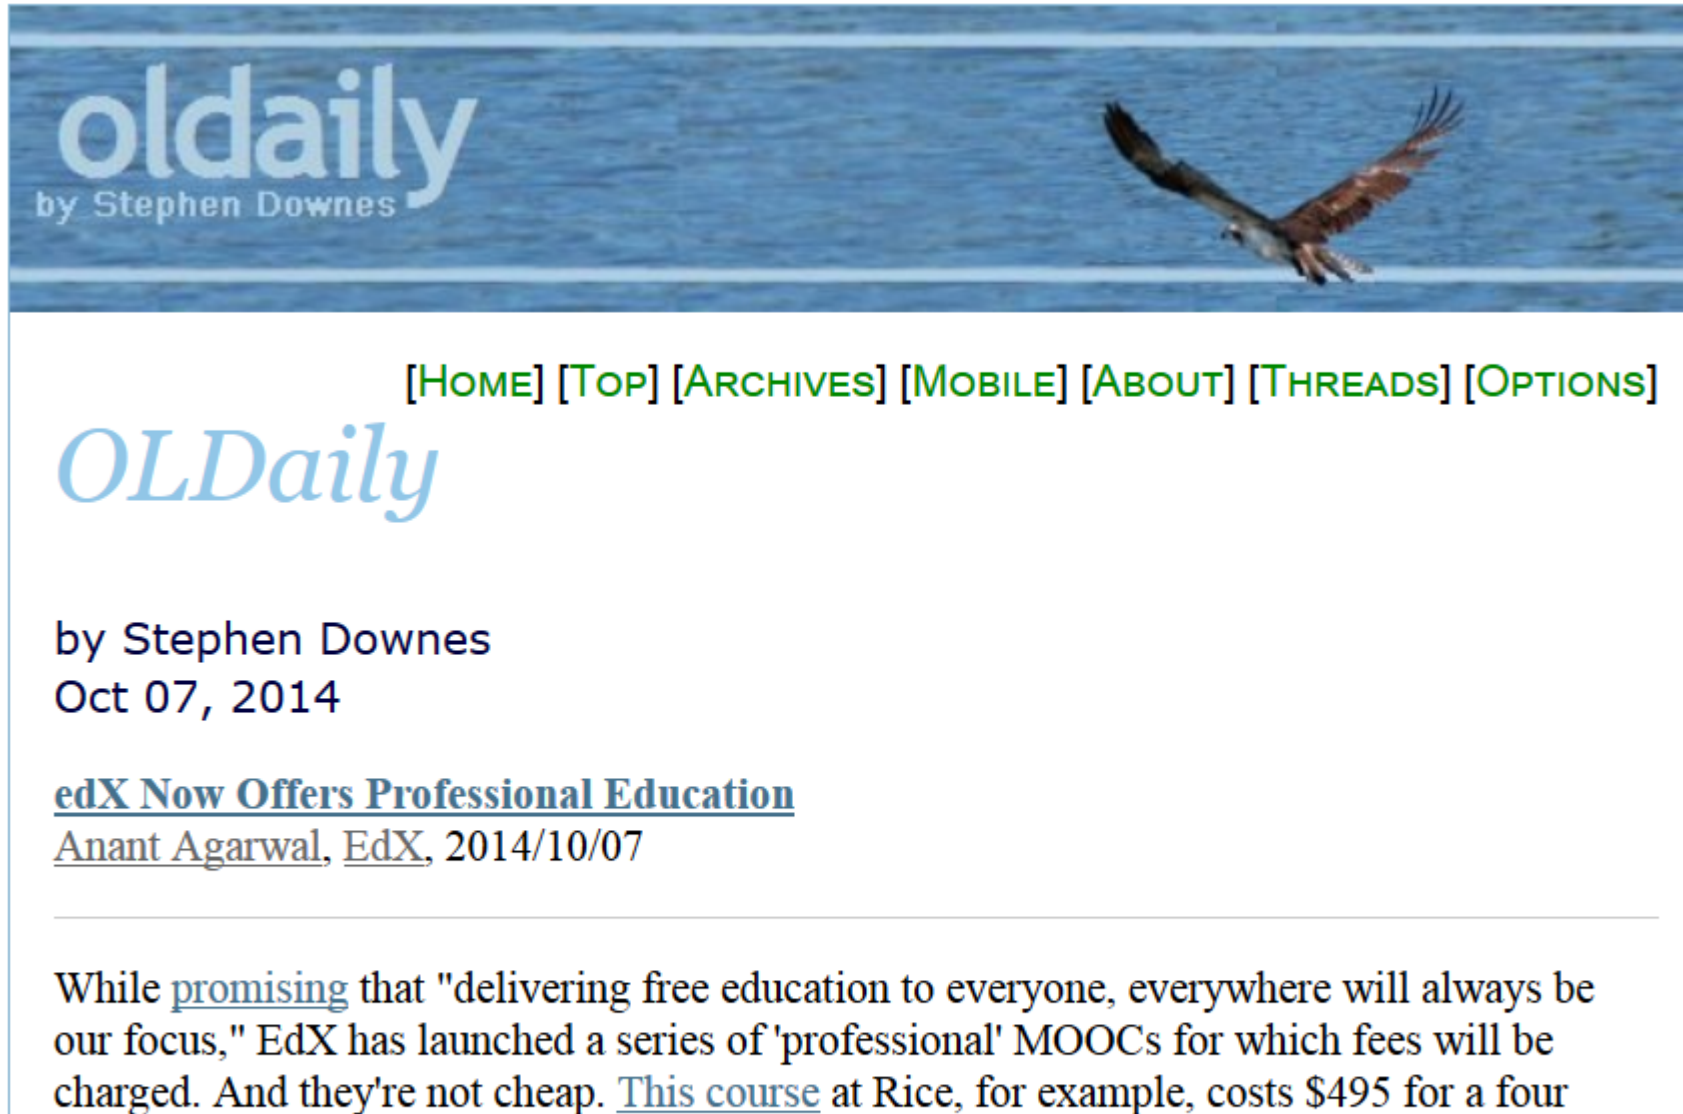 oldaily
by Stephen Downes
[HOME] [TOP] [ARCHIVES] [MOBILE] [ABOUT] [THREADS] [OPTIONS]
OLDaily
by Stephen Downes
Oct 07, 2014
edX Now Offers Professional Education
Anant Agarwal, EdX, 2014/10/07
While promising that "delivering free education to everyone, everywhere will always be
our focus," EdX has launched a series of 'professional' MOOCs for which fees will be
charged. And they're not cheap. This course at Rice, for example, costs $495 for a four